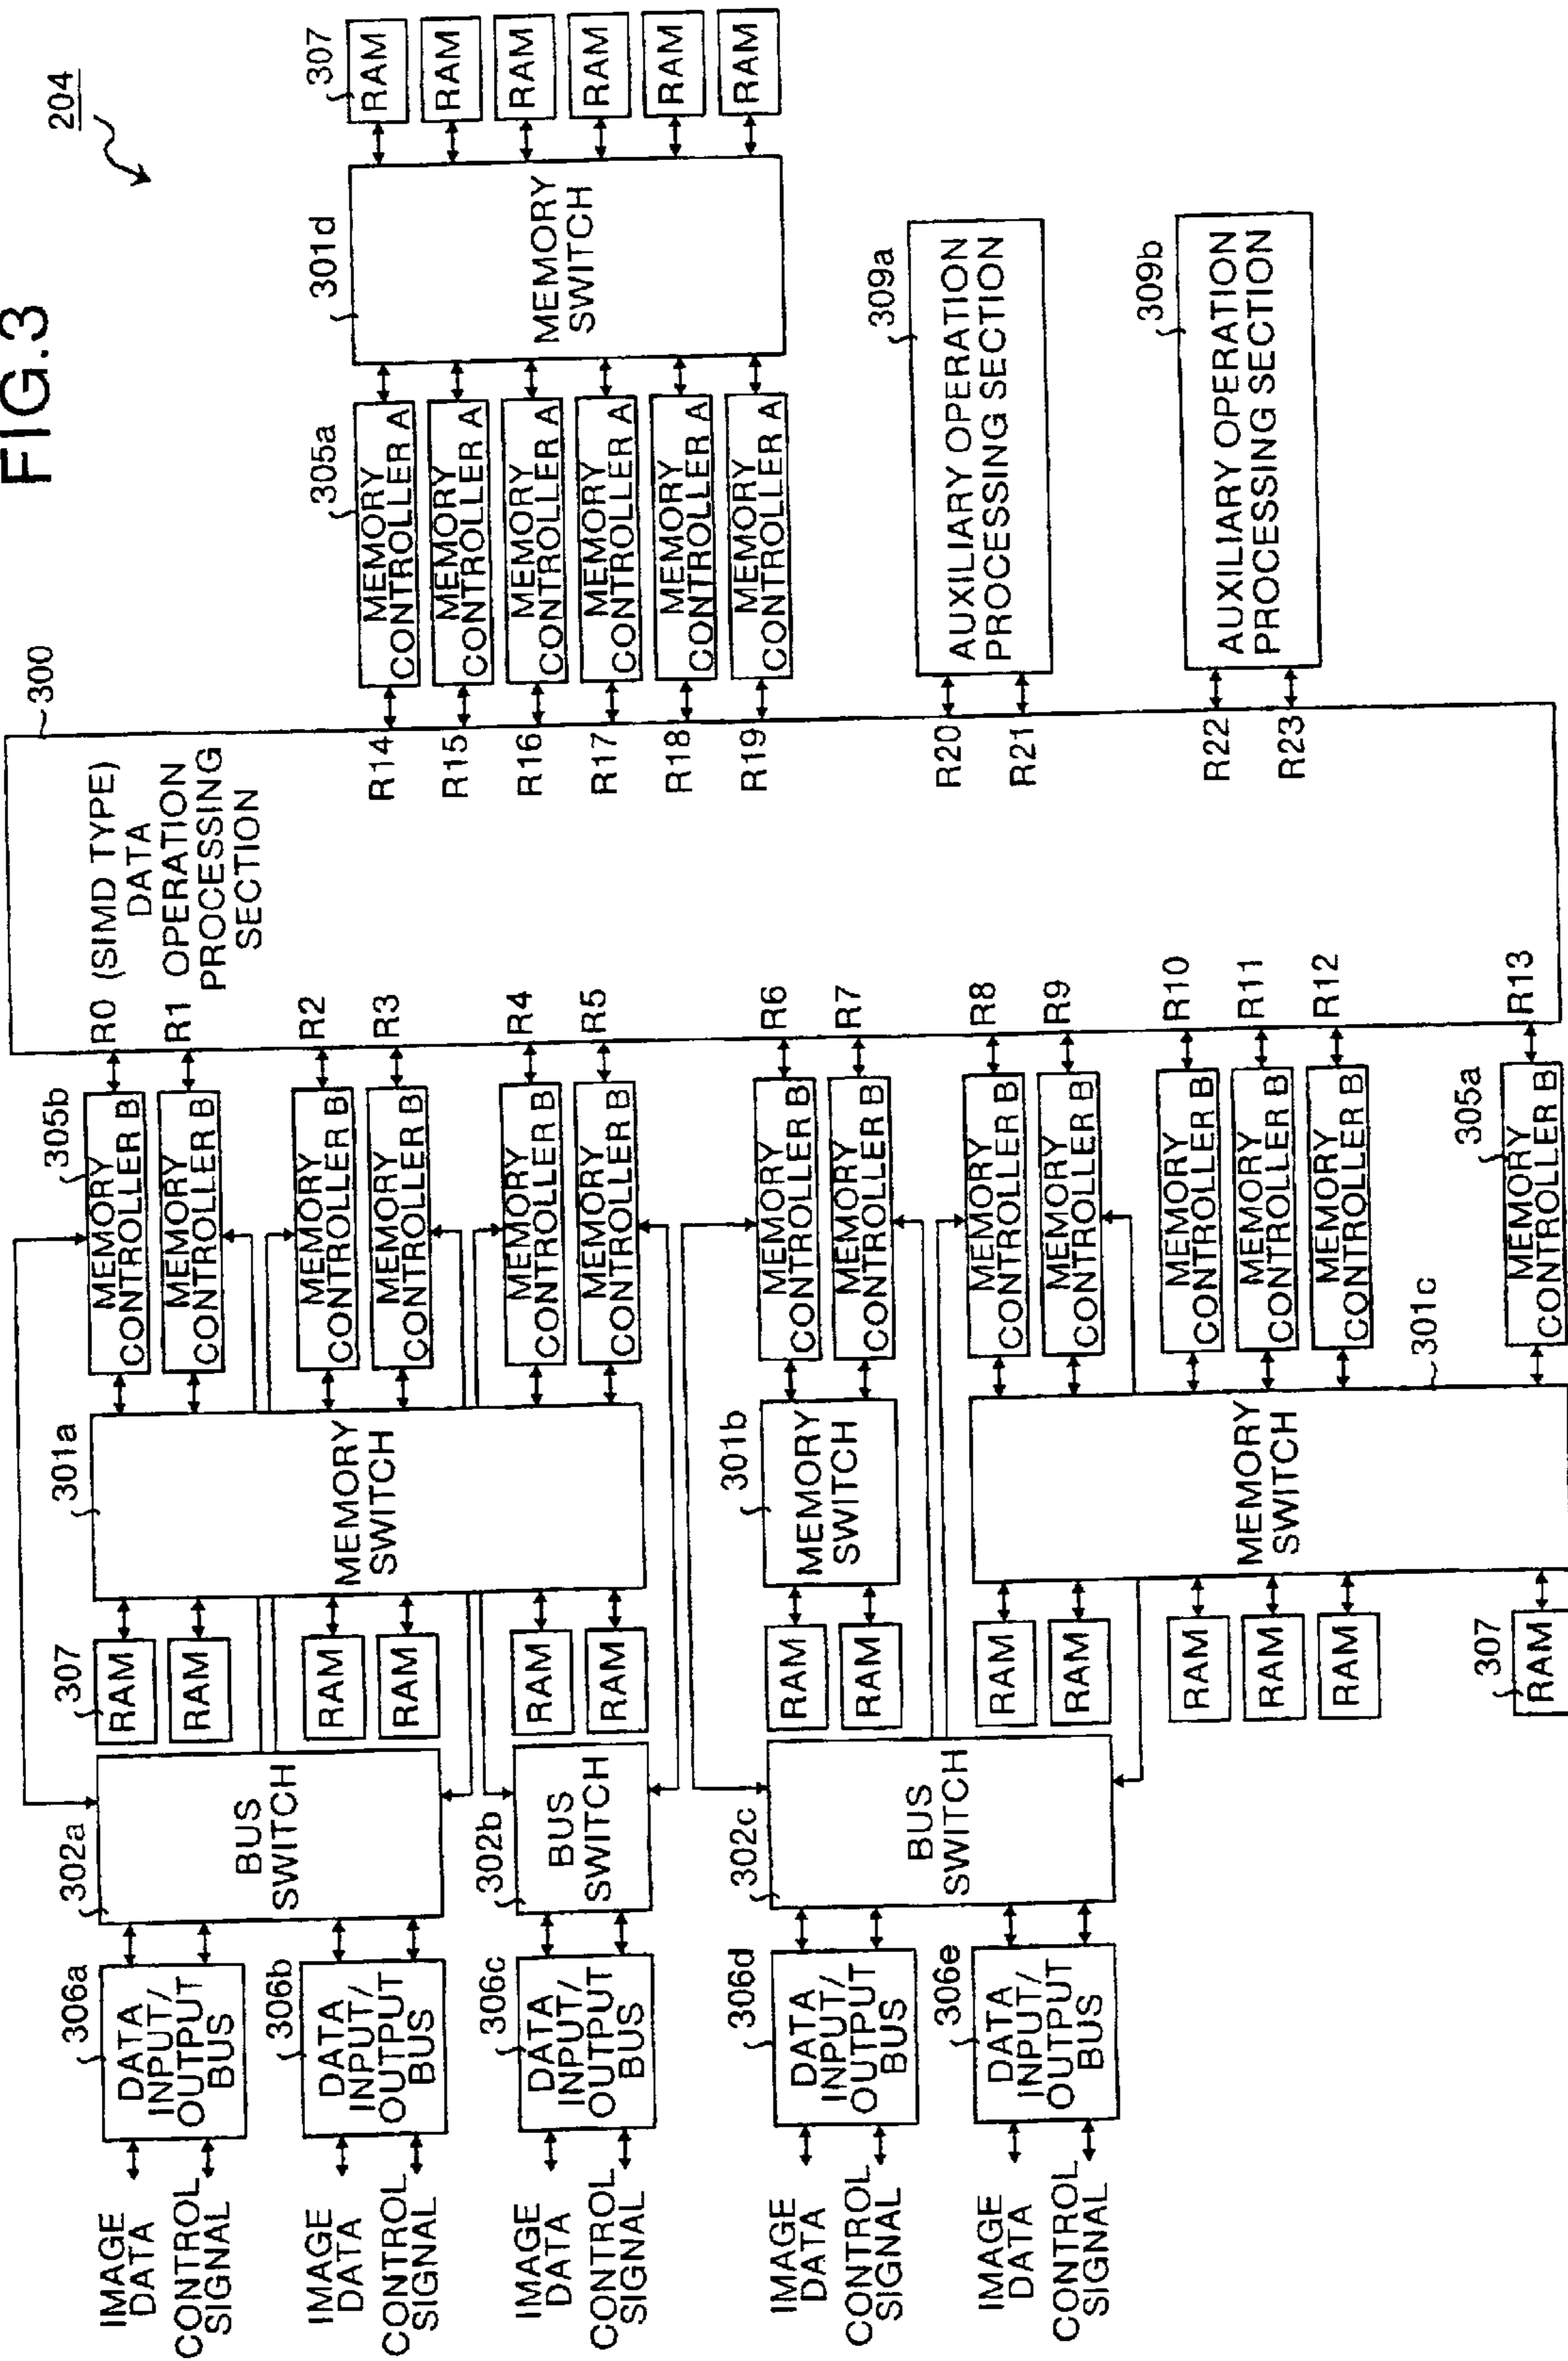 FIG.3
204
300
R0 (SIMD TYPE)
DATA
R1 OPERATION
PROCESSING
SECTION
R2
R3
R4
R5
R6
R7
R8
R9
R10
R11
R12
R13
R14
R15
R16
R17
R18
R19
R20
R21
R22
R23
305a
MEMORY
CONTROLLER A
MEMORY
CONTROLLER A
MEMORY
CONTROLLER A
MEMORY
CONTROLLER A
MEMORY
CONTROLLER A
MEMORY
CONTROLLER A
301d
MEMORY
SWITCH
307
RAM
RAM
RAM
RAM
RAM
RAM
309a
AUXILIARY OPERATION
PROCESSING SECTION
309b
AUXILIARY OPERATION
PROCESSING SECTION
305b
MEMORY
CONTROLLER B
MEMORY
CONTROLLER B
MEMORY
CONTROLLER B
MEMORY
CONTROLLER B
MEMORY
CONTROLLER B
MEMORY
CONTROLLER B
MEMORY
CONTROLLER B
MEMORY
CONTROLLER B
MEMORY
CONTROLLER B
MEMORY
CONTROLLER B
MEMORY
CONTROLLER B
MEMORY
CONTROLLER B
MEMORY
CONTROLLER B
305a
MEMORY
CONTROLLER B
301a
MEMORY
SWITCH
301b
MEMORY
SWITCH
301c
MEMORY
SWITCH
307
RAM
RAM
RAM
RAM
RAM
RAM
RAM
RAM
RAM
RAM
RAM
RAM
RAM
307
RAM
302a
BUS
SWITCH
302b
BUS
SWITCH
302c
BUS
SWITCH
306a
DATA
INPUT/
OUTPUT
BUS
306b
DATA
INPUT/
OUTPUT
BUS
306c
DATA
INPUT/
OUTPUT
BUS
306d
DATA
INPUT/
OUTPUT
BUS
306e
DATA
INPUT/
OUTPUT
BUS
IMAGE
DATA
CONTROL
SIGNAL
IMAGE
DATA
CONTROL
SIGNAL
IMAGE
DATA
CONTROL
SIGNAL
IMAGE
DATA
CONTROL
SIGNAL
IMAGE
DATA
CONTROL
SIGNAL